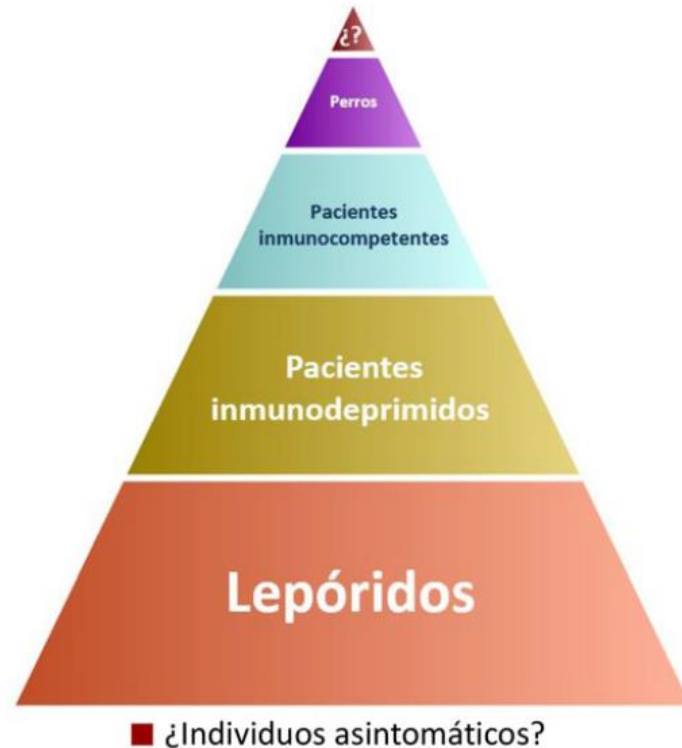 ¿?
Perros
Pacientes
inmunocompetentes
Pacientes
inmunodeprimidos
Lepóridos
¿Individuos asintomáticos?